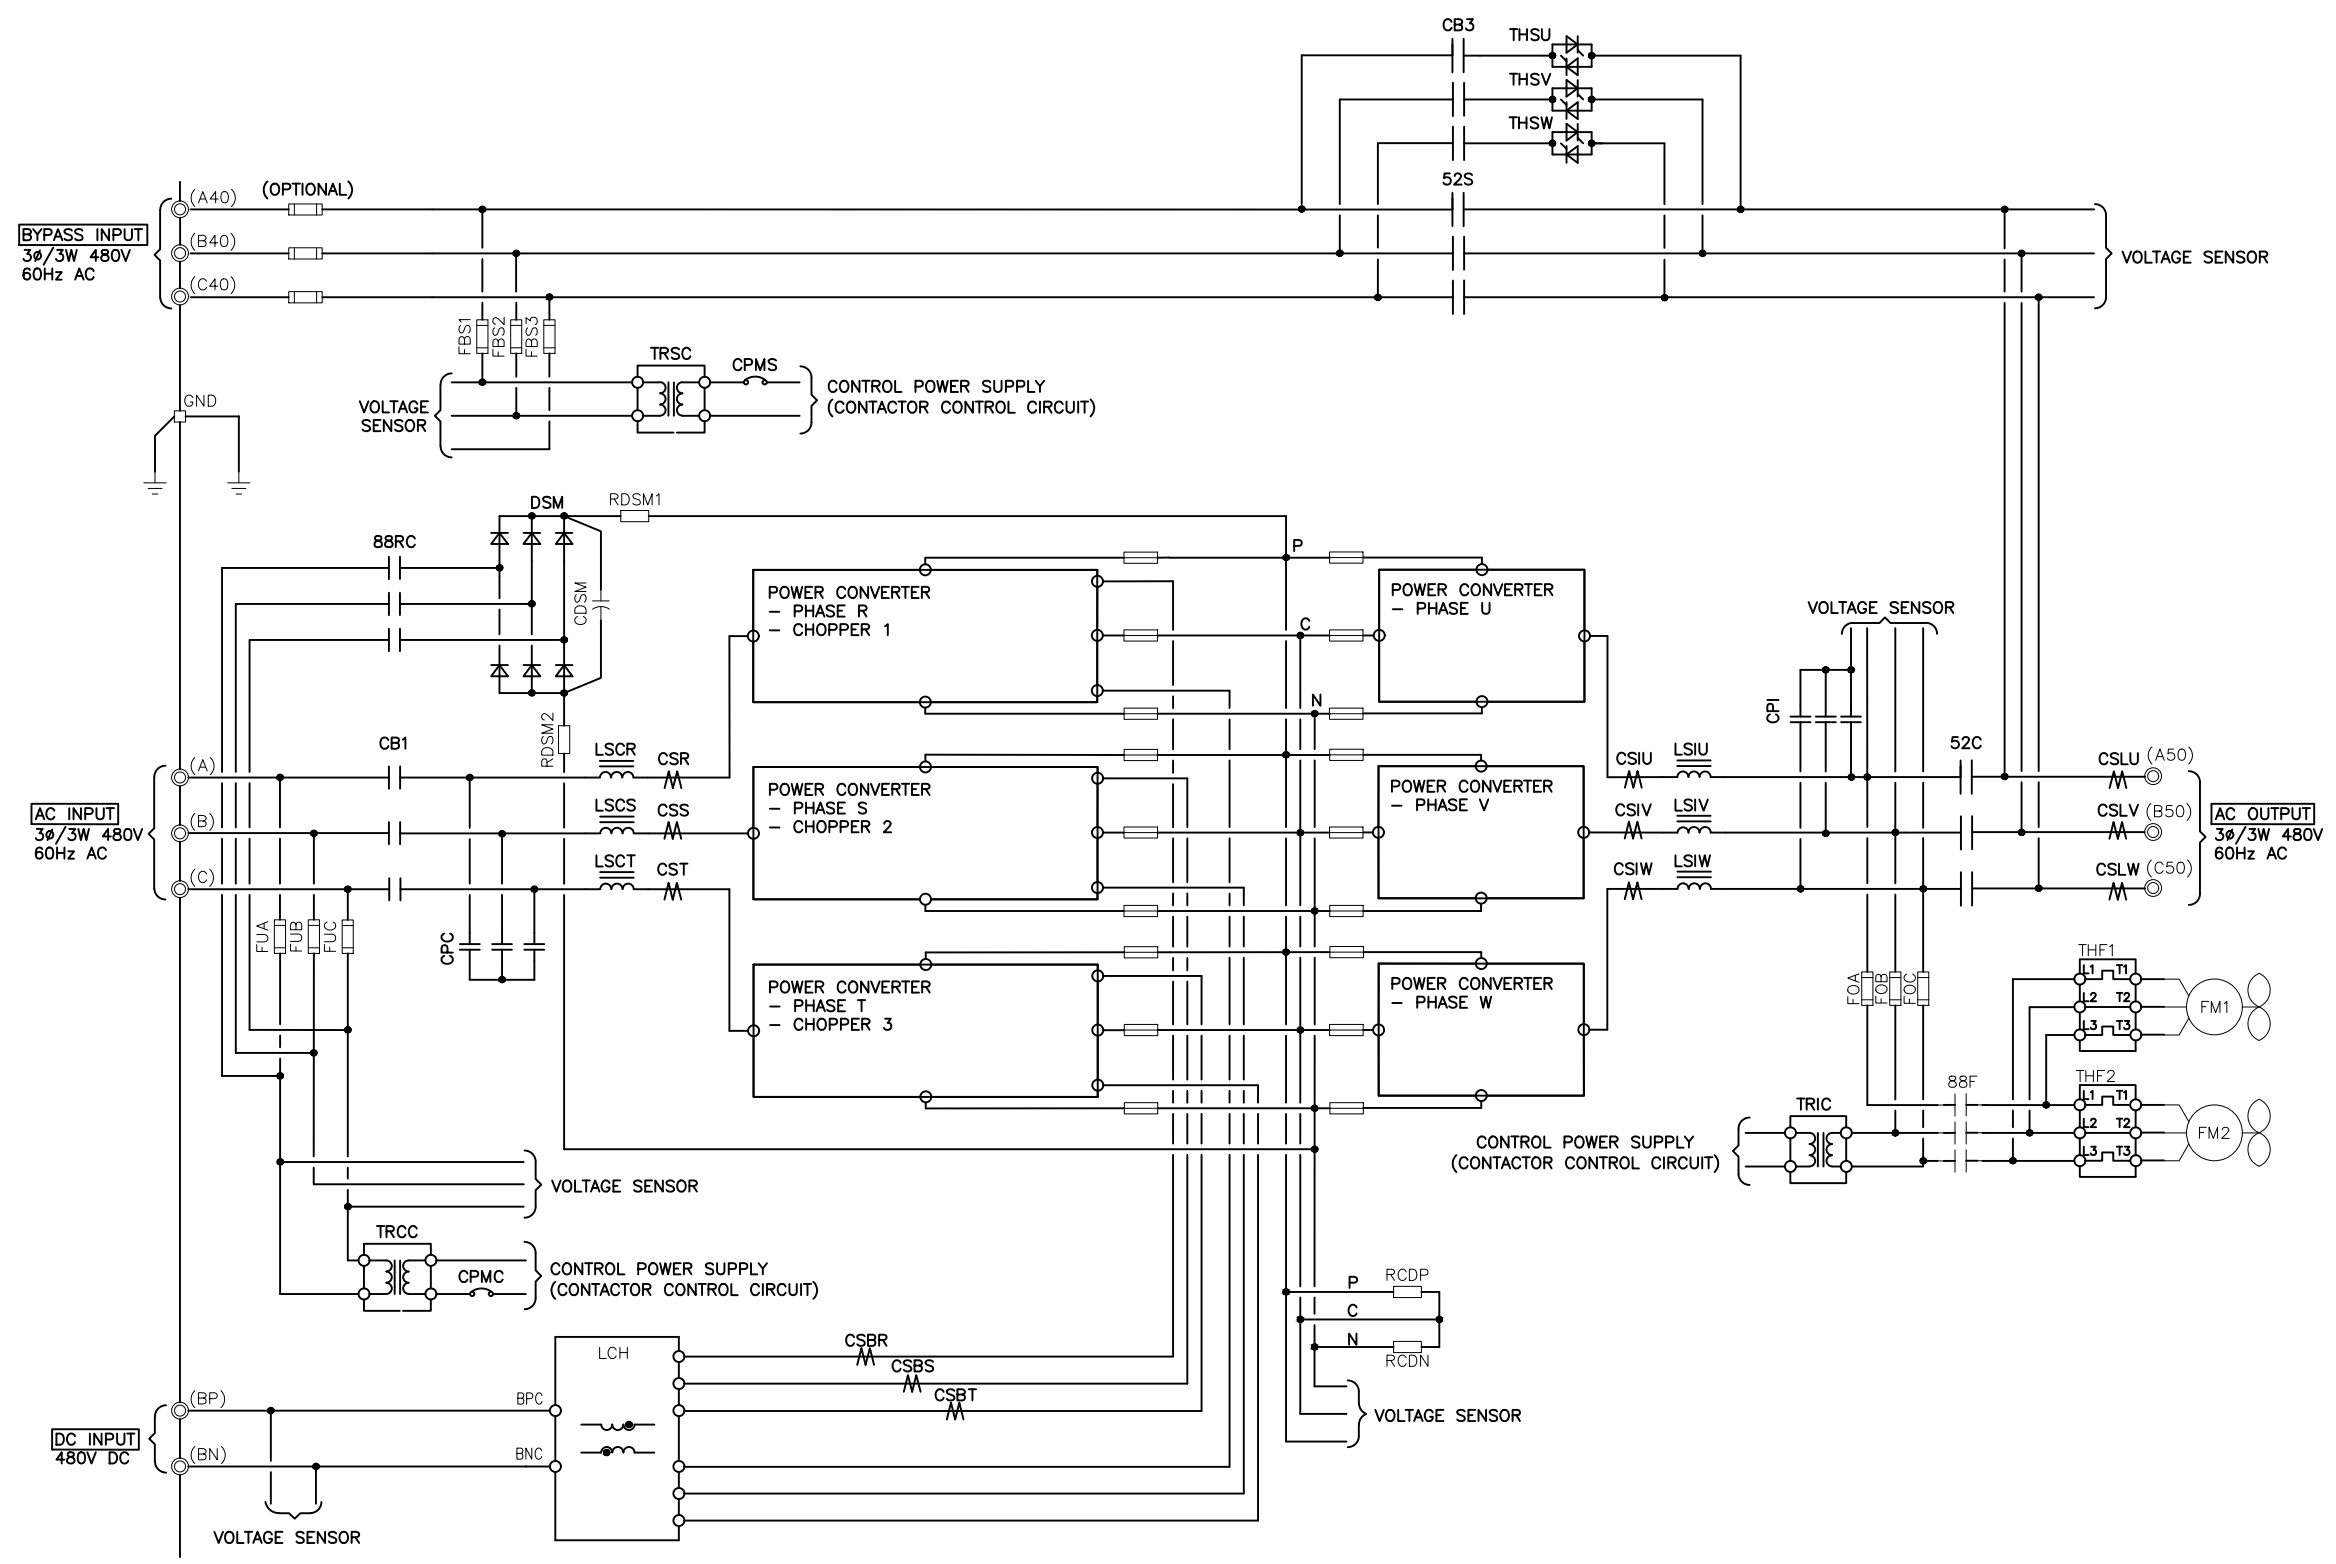 CB3
THSU
THSV
THSW
52S
(A40)
(OPTIONAL)
(B40)
(C40)
BYPASS INPUT
3ø/3W 480V
60Hz AC
VOLTAGE SENSOR
FBS1
FBS2
FBS3
TRSC
CPMS
CONTROL POWER SUPPLY
(CONTACTOR CONTROL CIRCUIT)
VOLTAGE
SENSOR
GND
DSM
RDSM1
88RC
CDSM
RDSM2
P
C
N
POWER CONVERTER
– PHASE R
– CHOPPER 1
POWER CONVERTER
– PHASE U
POWER CONVERTER
– PHASE S
– CHOPPER 2
POWER CONVERTER
– PHASE V
POWER CONVERTER
– PHASE T
– CHOPPER 3
POWER CONVERTER
– PHASE W
VOLTAGE SENSOR
CPI
CB1
LSCR
CSR
LSCS
CSS
LSCT
CST
(A)
(B)
(C)
AC INPUT
3ø/3W 480V
60Hz AC
FUA
FUB
FUC
CPC
CSIU
LSIU
CSIV
LSIV
CSIW
LSIW
52C
CSLU
(A50)
CSLV
(B50)
CSLW
(C50)
AC OUTPUT
3ø/3W 480V
60Hz AC
FOA
FOB
FOC
THF1
L1 T1
L2 T2
L3 T3
FM1
THF2
L1 T1
L2 T2
L3 T3
FM2
88F
TRIC
CONTROL POWER SUPPLY
(CONTACTOR CONTROL CIRCUIT)
VOLTAGE SENSOR
TRCC
CPMC
CONTROL POWER SUPPLY
(CONTACTOR CONTROL CIRCUIT)
P
RCDP
C
N
RCDN
VOLTAGE SENSOR
LCH
CSBR
CSBS
CSBT
BPC
BNC
(BP)
(BN)
DC INPUT
480V DC
VOLTAGE SENSOR